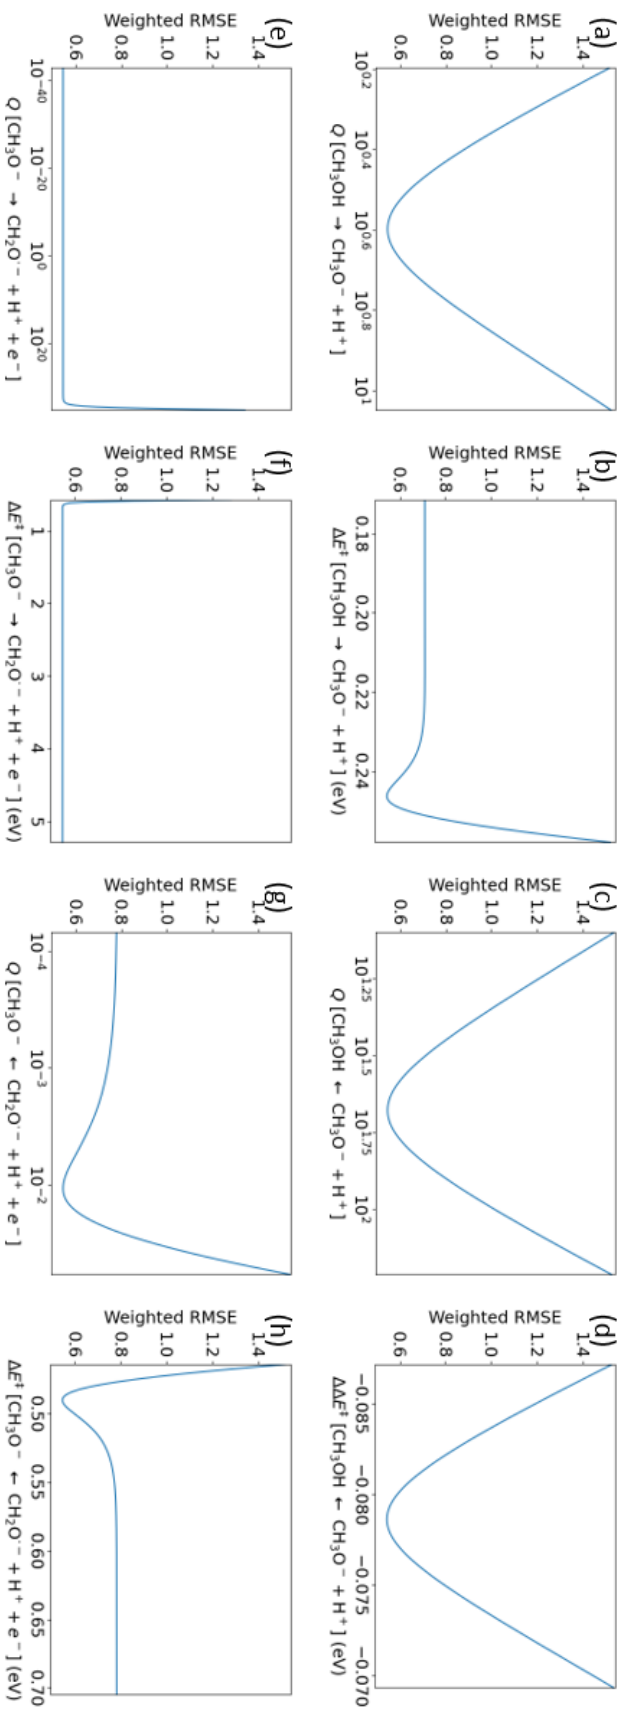 (a)
Weighted RMSE
1.4
1.2
1.0
0.8
0.6
10^0.2 10^0.4 10^0.6 10^0.8 10^1
Q [CH₃OH → CH₃O⁻ + H⁺]
(b)
Weighted RMSE
1.4
1.2
1.0
0.8
0.6
0.18 0.20 0.22 0.24
ΔE‡ [CH₃OH → CH₃O⁻ + H⁺] (eV)
(c)
Weighted RMSE
1.4
1.2
1.0
0.8
0.6
10^1.25 10^1.5 10^1.75 10^2
Q [CH₃OH ← CH₃O⁻ + H⁺]
(d)
Weighted RMSE
1.4
1.2
1.0
0.8
0.6
−0.085 −0.080 −0.075 −0.070
ΔΔE‡ [CH₃OH ← CH₃O⁻ + H⁺] (eV)
(e)
Weighted RMSE
1.4
1.2
1.0
0.8
0.6
10⁻⁴⁰ 10⁻²⁰ 10⁰ 10²⁰
Q [CH₃O⁻ → CH₂O˙⁻ + H⁺ + e⁻]
(f)
Weighted RMSE
1.4
1.2
1.0
0.8
0.6
1 2 3 4 5
ΔE‡ [CH₃O⁻ → CH₂O˙⁻ + H⁺ + e⁻] (eV)
(g)
Weighted RMSE
1.4
1.2
1.0
0.8
0.6
10⁻⁴ 10⁻³ 10⁻²
Q [CH₃O⁻ ← CH₂O˙⁻ + H⁺ + e⁻]
(h)
Weighted RMSE
1.4
1.2
1.0
0.8
0.6
0.50 0.55 0.60 0.65 0.70
ΔE‡ [CH₃O⁻ ← CH₂O˙⁻ + H⁺ + e⁻] (eV)